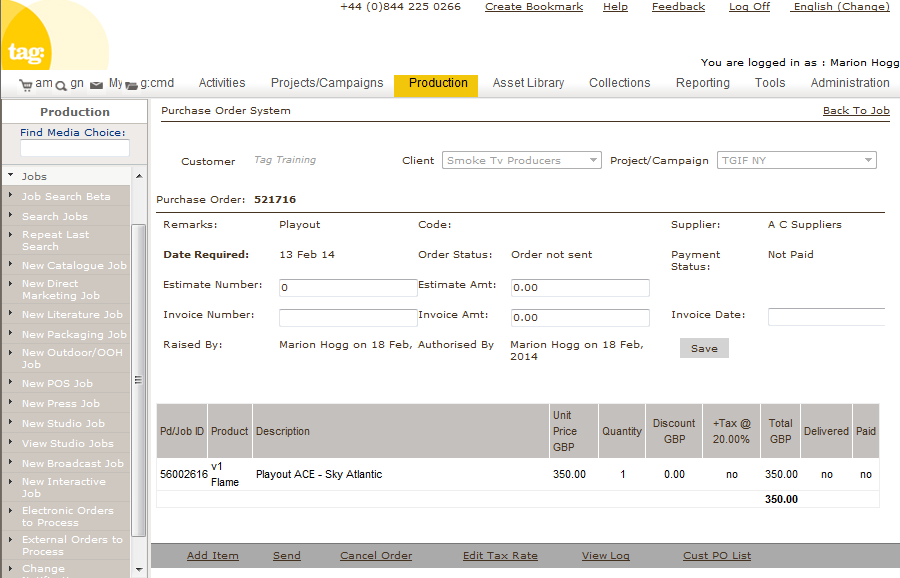 +44 (0)844 225 0266 Create Bookmark Help Feedback Log Off English (Change)
tag:
You are logged in as : Marion Hogg
am gn My g:cmd Activities Projects/Campaigns Production Asset Library Collections Reporting Tools Administration
Production
Find Media Choice:
Jobs
Job Search Beta
Search Jobs
Repeat Last
Search
New Catalogue Job
New Direct
Marketing Job
New Literature Job
New Packaging Job
New Outdoor/OOH
Job
New POS Job
New Press Job
New Studio Job
View Studio Jobs
New Broadcast Job
New Interactive
Job
Electronic Orders
to Process
External Orders to
Process
Change
Purchase Order System Back To Job
Customer Tag Training Client Smoke Tv Producers Project/Campaign TGIF NY
Purchase Order: 521716
Remarks: Playout Code: Supplier: A C Suppliers
Date Required: 13 Feb 14 Order Status: Order not sent Payment Status: Not Paid
Estimate Number: 0 Estimate Amt: 0.00
Invoice Number: Invoice Amt: 0.00 Invoice Date:
Raised By: Marion Hogg on 18 Feb, Authorised By Marion Hogg on 18 Feb, 2014 Save
Pd/Job ID Product Description Unit Price GBP Quantity Discount GBP +Tax @ 20.00% Total GBP Delivered Paid
56002616 v1 Flame Playout ACE - Sky Atlantic 350.00 1 0.00 no 350.00 no no
350.00
Add Item Send Cancel Order Edit Tax Rate View Log Cust PO List